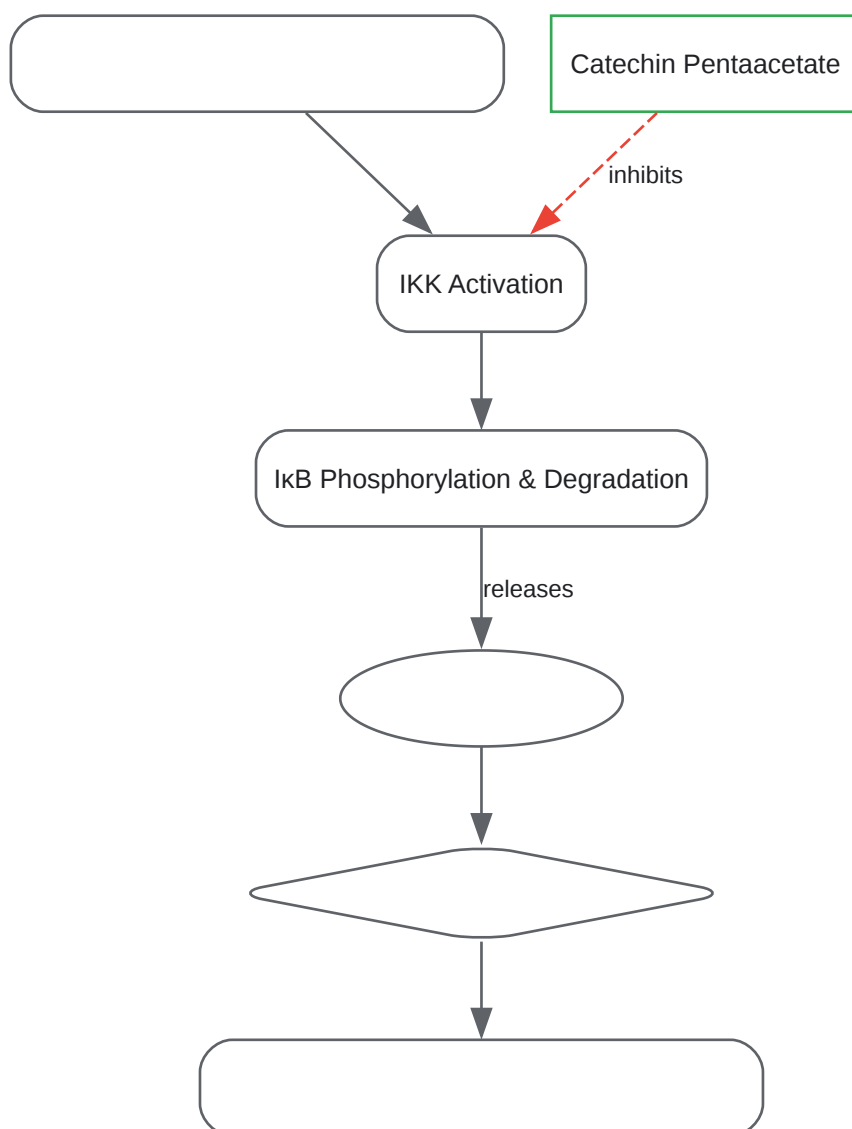 Catechin Pentaacetate
inhibits
IKK Activation
IκB Phosphorylation & Degradation
releases